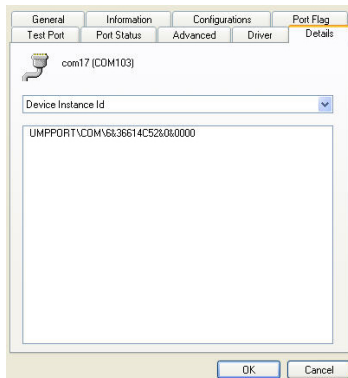 General Information Configurations Port Flag
Test Port Port Status Advanced Driver Details
com17 (COM103)
Device Instance Id
UMPPORT\COM\6&36614C52&0&0000
OK Cancel